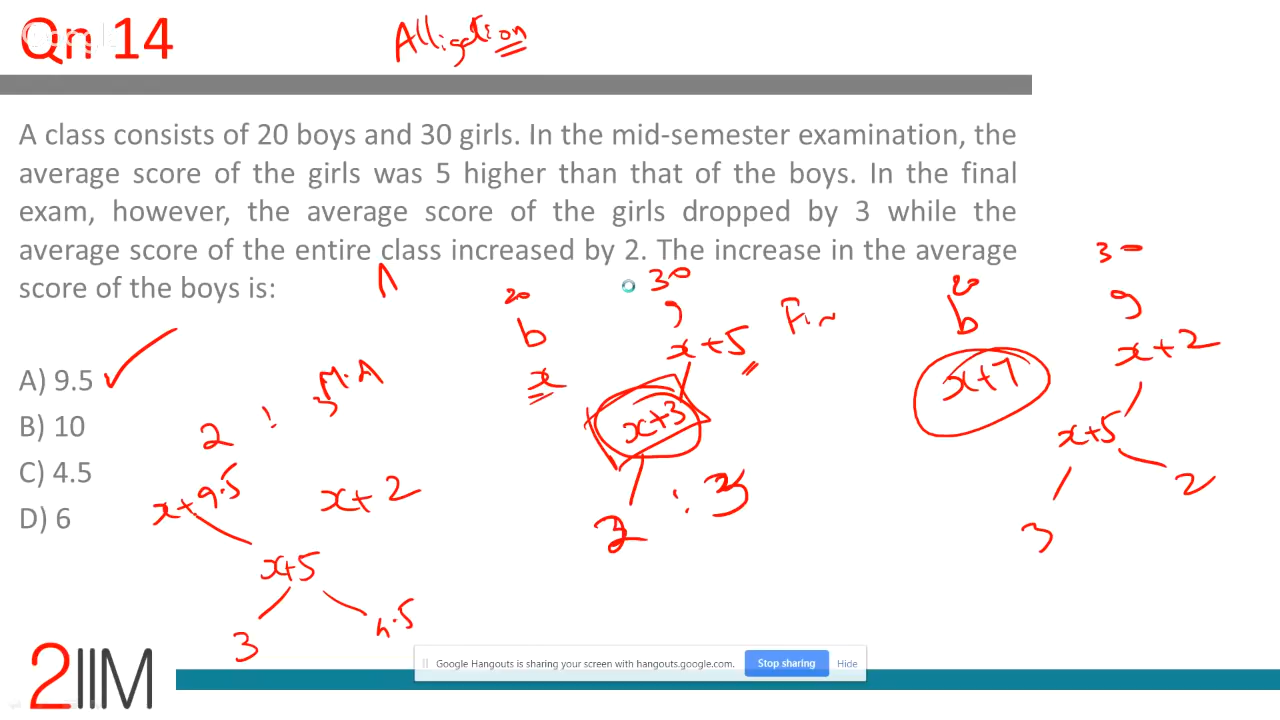 Qn 14
Alligation
A class consists of 20 boys and 30 girls. In the mid-semester examination, the
average score of the girls was 5 higher than that of the boys. In the final
exam, however, the average score of the girls dropped by 3 while the
average score of the entire class increased by 2. The increase in the average
score of the boys is:
20 30 20 30
b g b g
x x+5 Fin x+7 x+2
A) 9.5
M.A
B) 10
2 : 3 x+3 x+5
C) 4.5
x+9.5 x+2 2 : 3 3 2
D) 6
x+5
3 4.5
2IIM
Google Hangouts is sharing your screen with hangouts.google.com. Stop sharing Hide